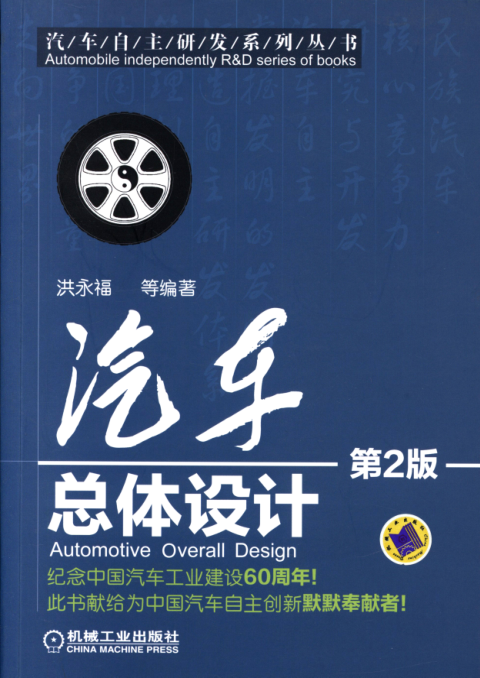 汽/车/自/主/研/发/系/列/丛/书
Automobile independently R&D series of books
洪永福 等编著
汽车
第2版
总体设计
Automotive Overall Design
纪念中国汽车工业建设60周年!
此书献给为中国汽车自主创新默默奉献者!
机械工业出版社
CHINA MACHINE PRESS